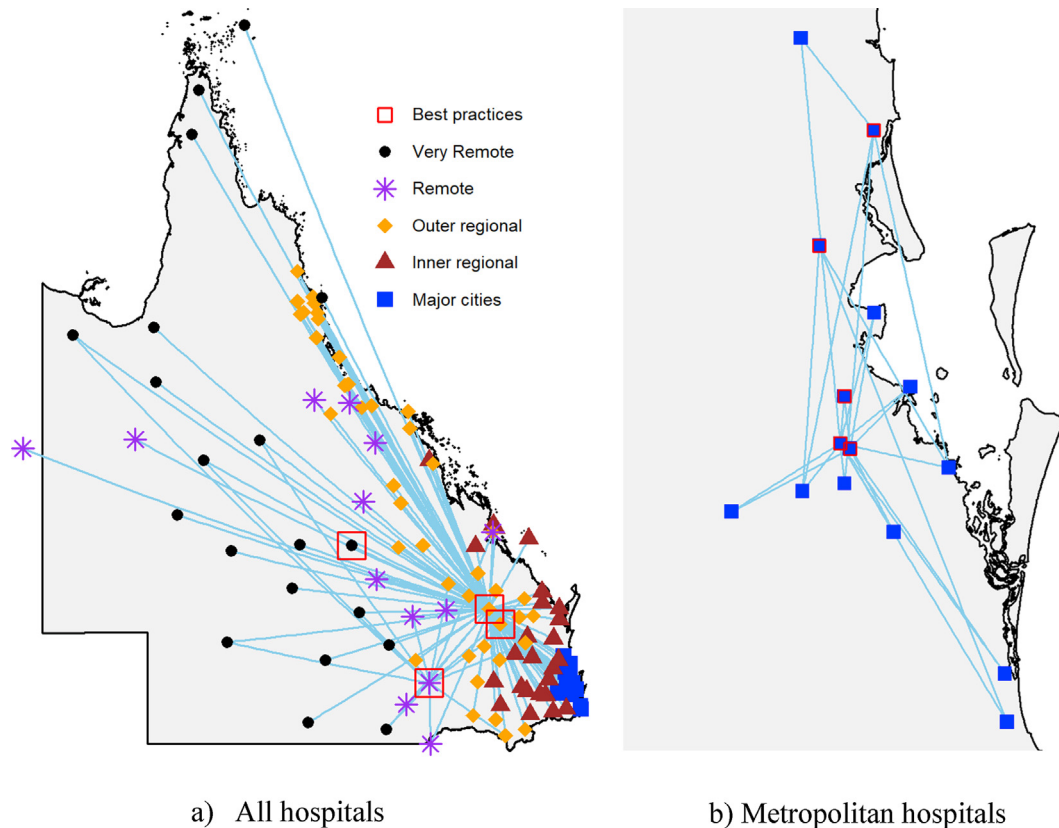 Best practices
Very Remote
Remote
Outer regional
Inner regional
Major cities
a) All hospitals
b) Metropolitan hospitals